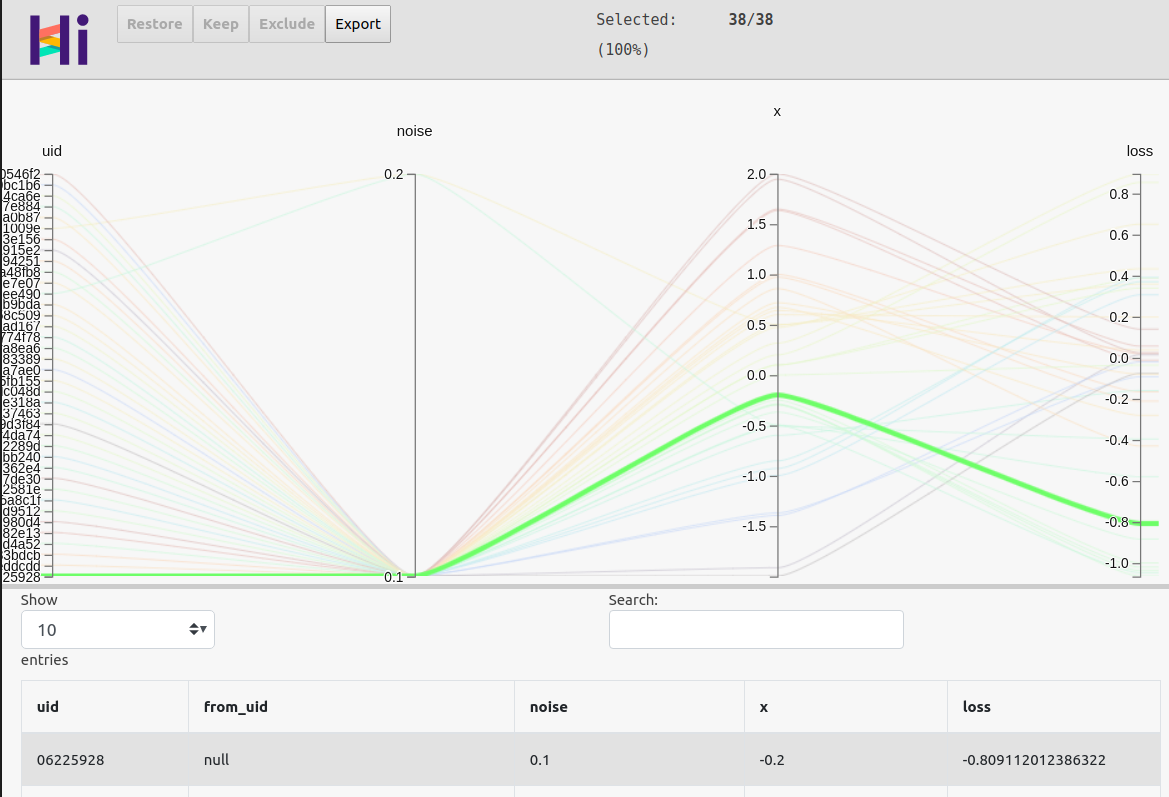 Hi
Restore Keep Exclude Export
Selected: 38/38
(100%)
uid noise x loss
0546f2
bc1b6
4ca6e
7e884
a0b87
1009e
3e156
915e2
94251
a48fb8
e7e07
ee490
b9bda
8c509
ad167
774f78
a8ea6
83389
a7ae0
5fb155
c048d
e318a
37463
9d3f84
4da74
2289d
bb240
362e4
7de30
2581e
5a8c1f
d9512
980d4
82e13
d4a52
3bdcb
ddcdd
25928
0.2
0.1
2.0
1.5
1.0
0.5
0.0
-0.5
-1.0
-1.5
0.8
0.6
0.4
0.2
0.0
-0.2
-0.4
-0.6
-0.8
-1.0
Show
10
entries
Search:
uid from_uid noise x loss
06225928 null 0.1 -0.2 -0.809112012386322